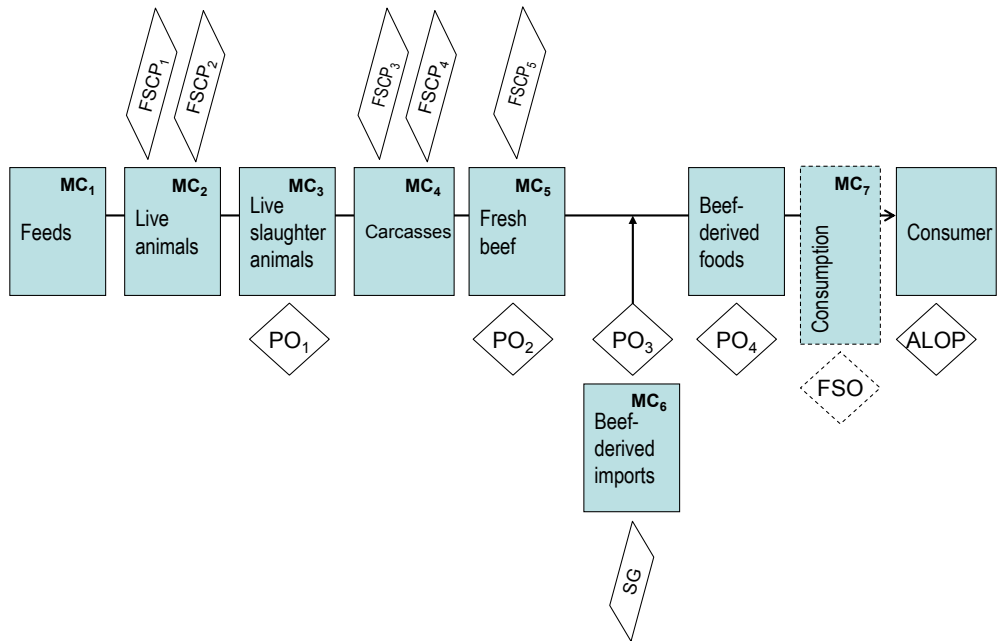 FSCP₁
FSCP₂
FSCP₃
FSCP₄
FSCP₅
MC₁
Feeds
MC₂
Live
animals
MC₃
Live
slaughter
animals
MC₄
Carcasses
MC₅
Fresh
beef
Beef-
derived
foods
MC₇
Consumption
Consumer
PO₁
PO₂
PO₃
PO₄
FSO
ALOP
MC₆
Beef-
derived
imports
SG